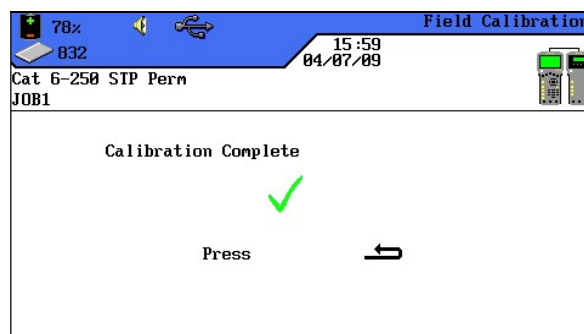 78% Field Calibration
832 15:59
04/07/09
Cat 6-250 STP Perm
JOB1
Calibration Complete
Press